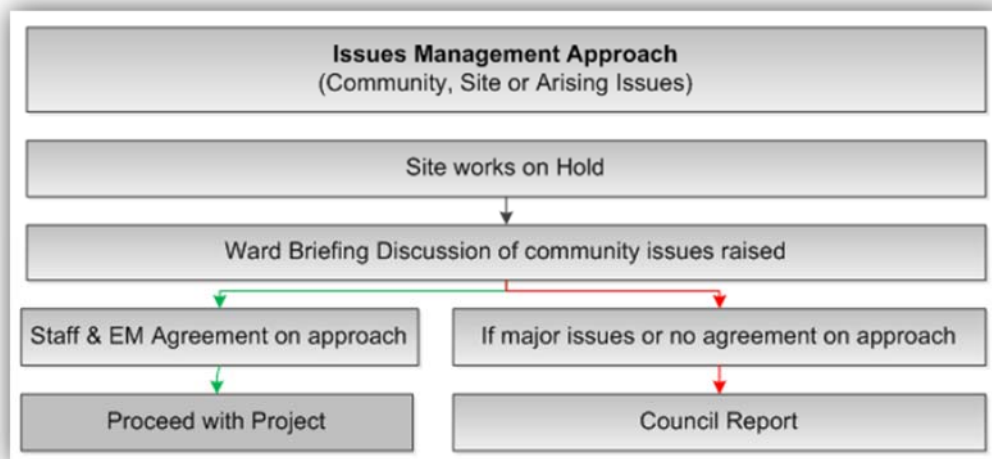 Issues Management Approach
(Community, Site or Arising Issues)
Site works on Hold
Ward Briefing Discussion of community issues raised
Staff & EM Agreement on approach
If major issues or no agreement on approach
Proceed with Project
Council Report